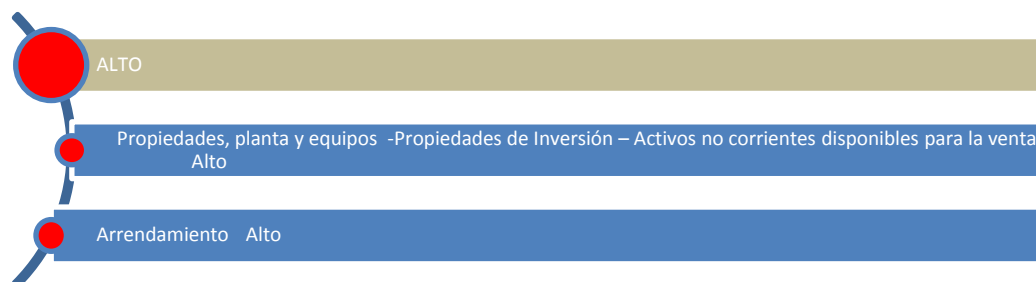 ALTO
Propiedades, planta y equipos -Propiedades de Inversión – Activos no corrientes disponibles para la venta
Alto
Arrendamiento Alto